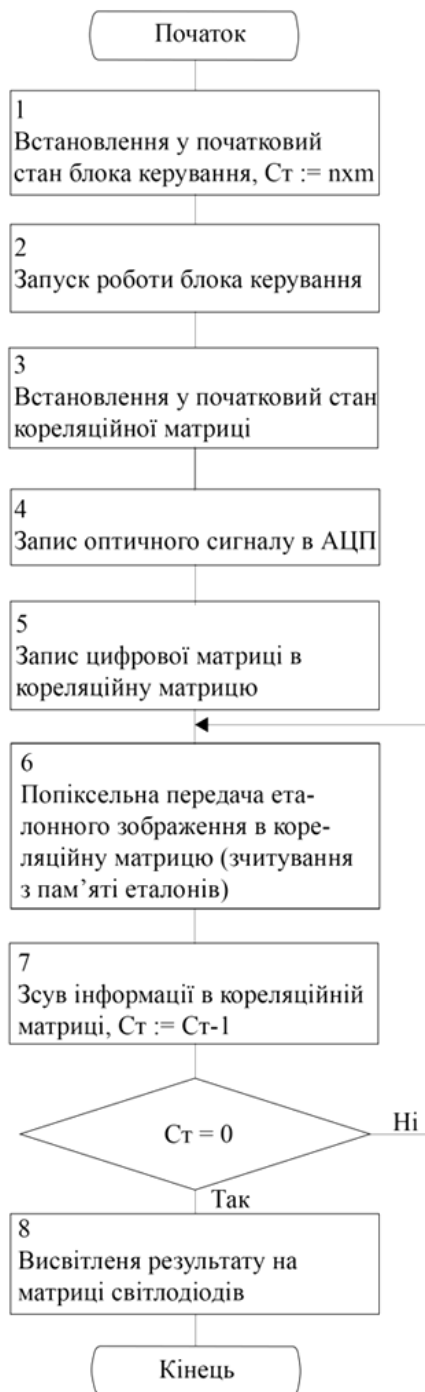 Початок
1
Встановлення у початковий
стан блока керування, Ст := nxm
2
Запуск роботи блока керування
3
Встановлення у початковий стан
кореляційної матриці
4
Запис оптичного сигналу в АЦП
5
Запис цифрової матриці в
кореляційну матрицю
6
Попіксельна передача ета-
лонного зображення в коре-
ляційну матрицю (зчитування
з пам’яті еталонів)
7
Зсув інформації в кореляційній
матриці, Ст := Ст-1
Ст = 0
Ні
Так
8
Висвітленя результату на
матриці світлодіодів
Кінець